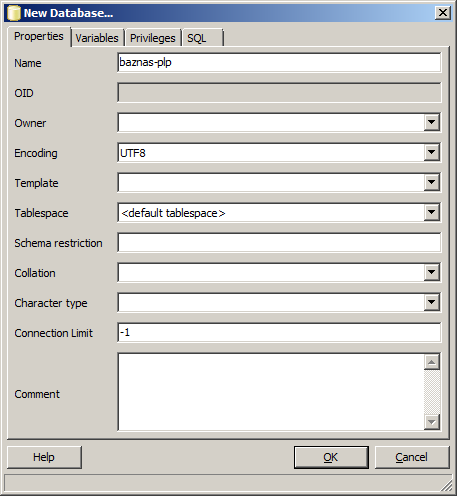 New Database...
Properties Variables Privileges SQL
Name baznas-plp
OID
Owner
Encoding UTF8
Template
Tablespace <default tablespace>
Schema restriction
Collation
Character type
Connection Limit -1
Comment
Help OK Cancel